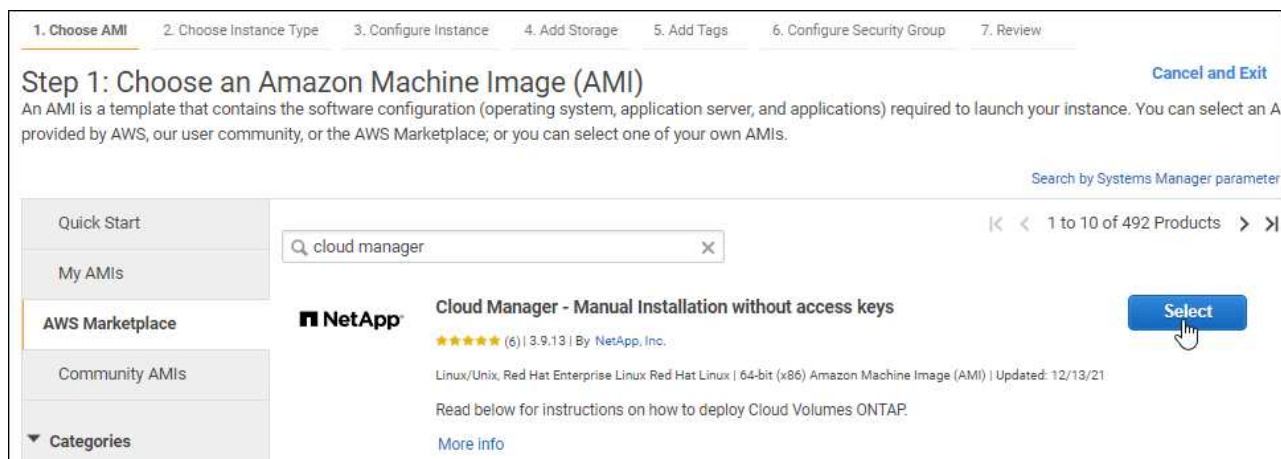 1. Choose AMI 2. Choose Instance Type 3. Configure Instance 4. Add Storage 5. Add Tags 6. Configure Security Group 7. Review
Step 1: Choose an Amazon Machine Image (AMI)
Cancel and Exit
An AMI is a template that contains the software configuration (operating system, application server, and applications) required to launch your instance. You can select an A
provided by AWS, our user community, or the AWS Marketplace; or you can select one of your own AMIs.
Search by Systems Manager parameter
Quick Start
My AMIs
AWS Marketplace
Community AMIs
Categories
1 to 10 of 492 Products
cloud manager
NetApp
Cloud Manager - Manual Installation without access keys
Select
(6) | 3.9.13 | By NetApp, Inc.
Linux/Unix, Red Hat Enterprise Linux Red Hat Linux | 64-bit (x86) Amazon Machine Image (AMI) | Updated: 12/13/21
Read below for instructions on how to deploy Cloud Volumes ONTAP.
More info